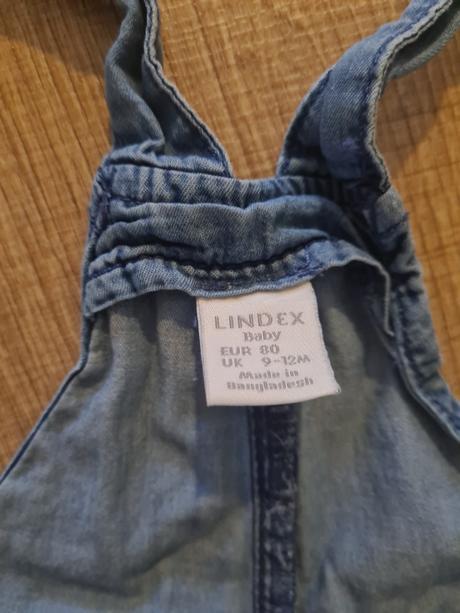 LINDEX
Baby
EUR 80
UK 9-12M
Made in
Bangladesh